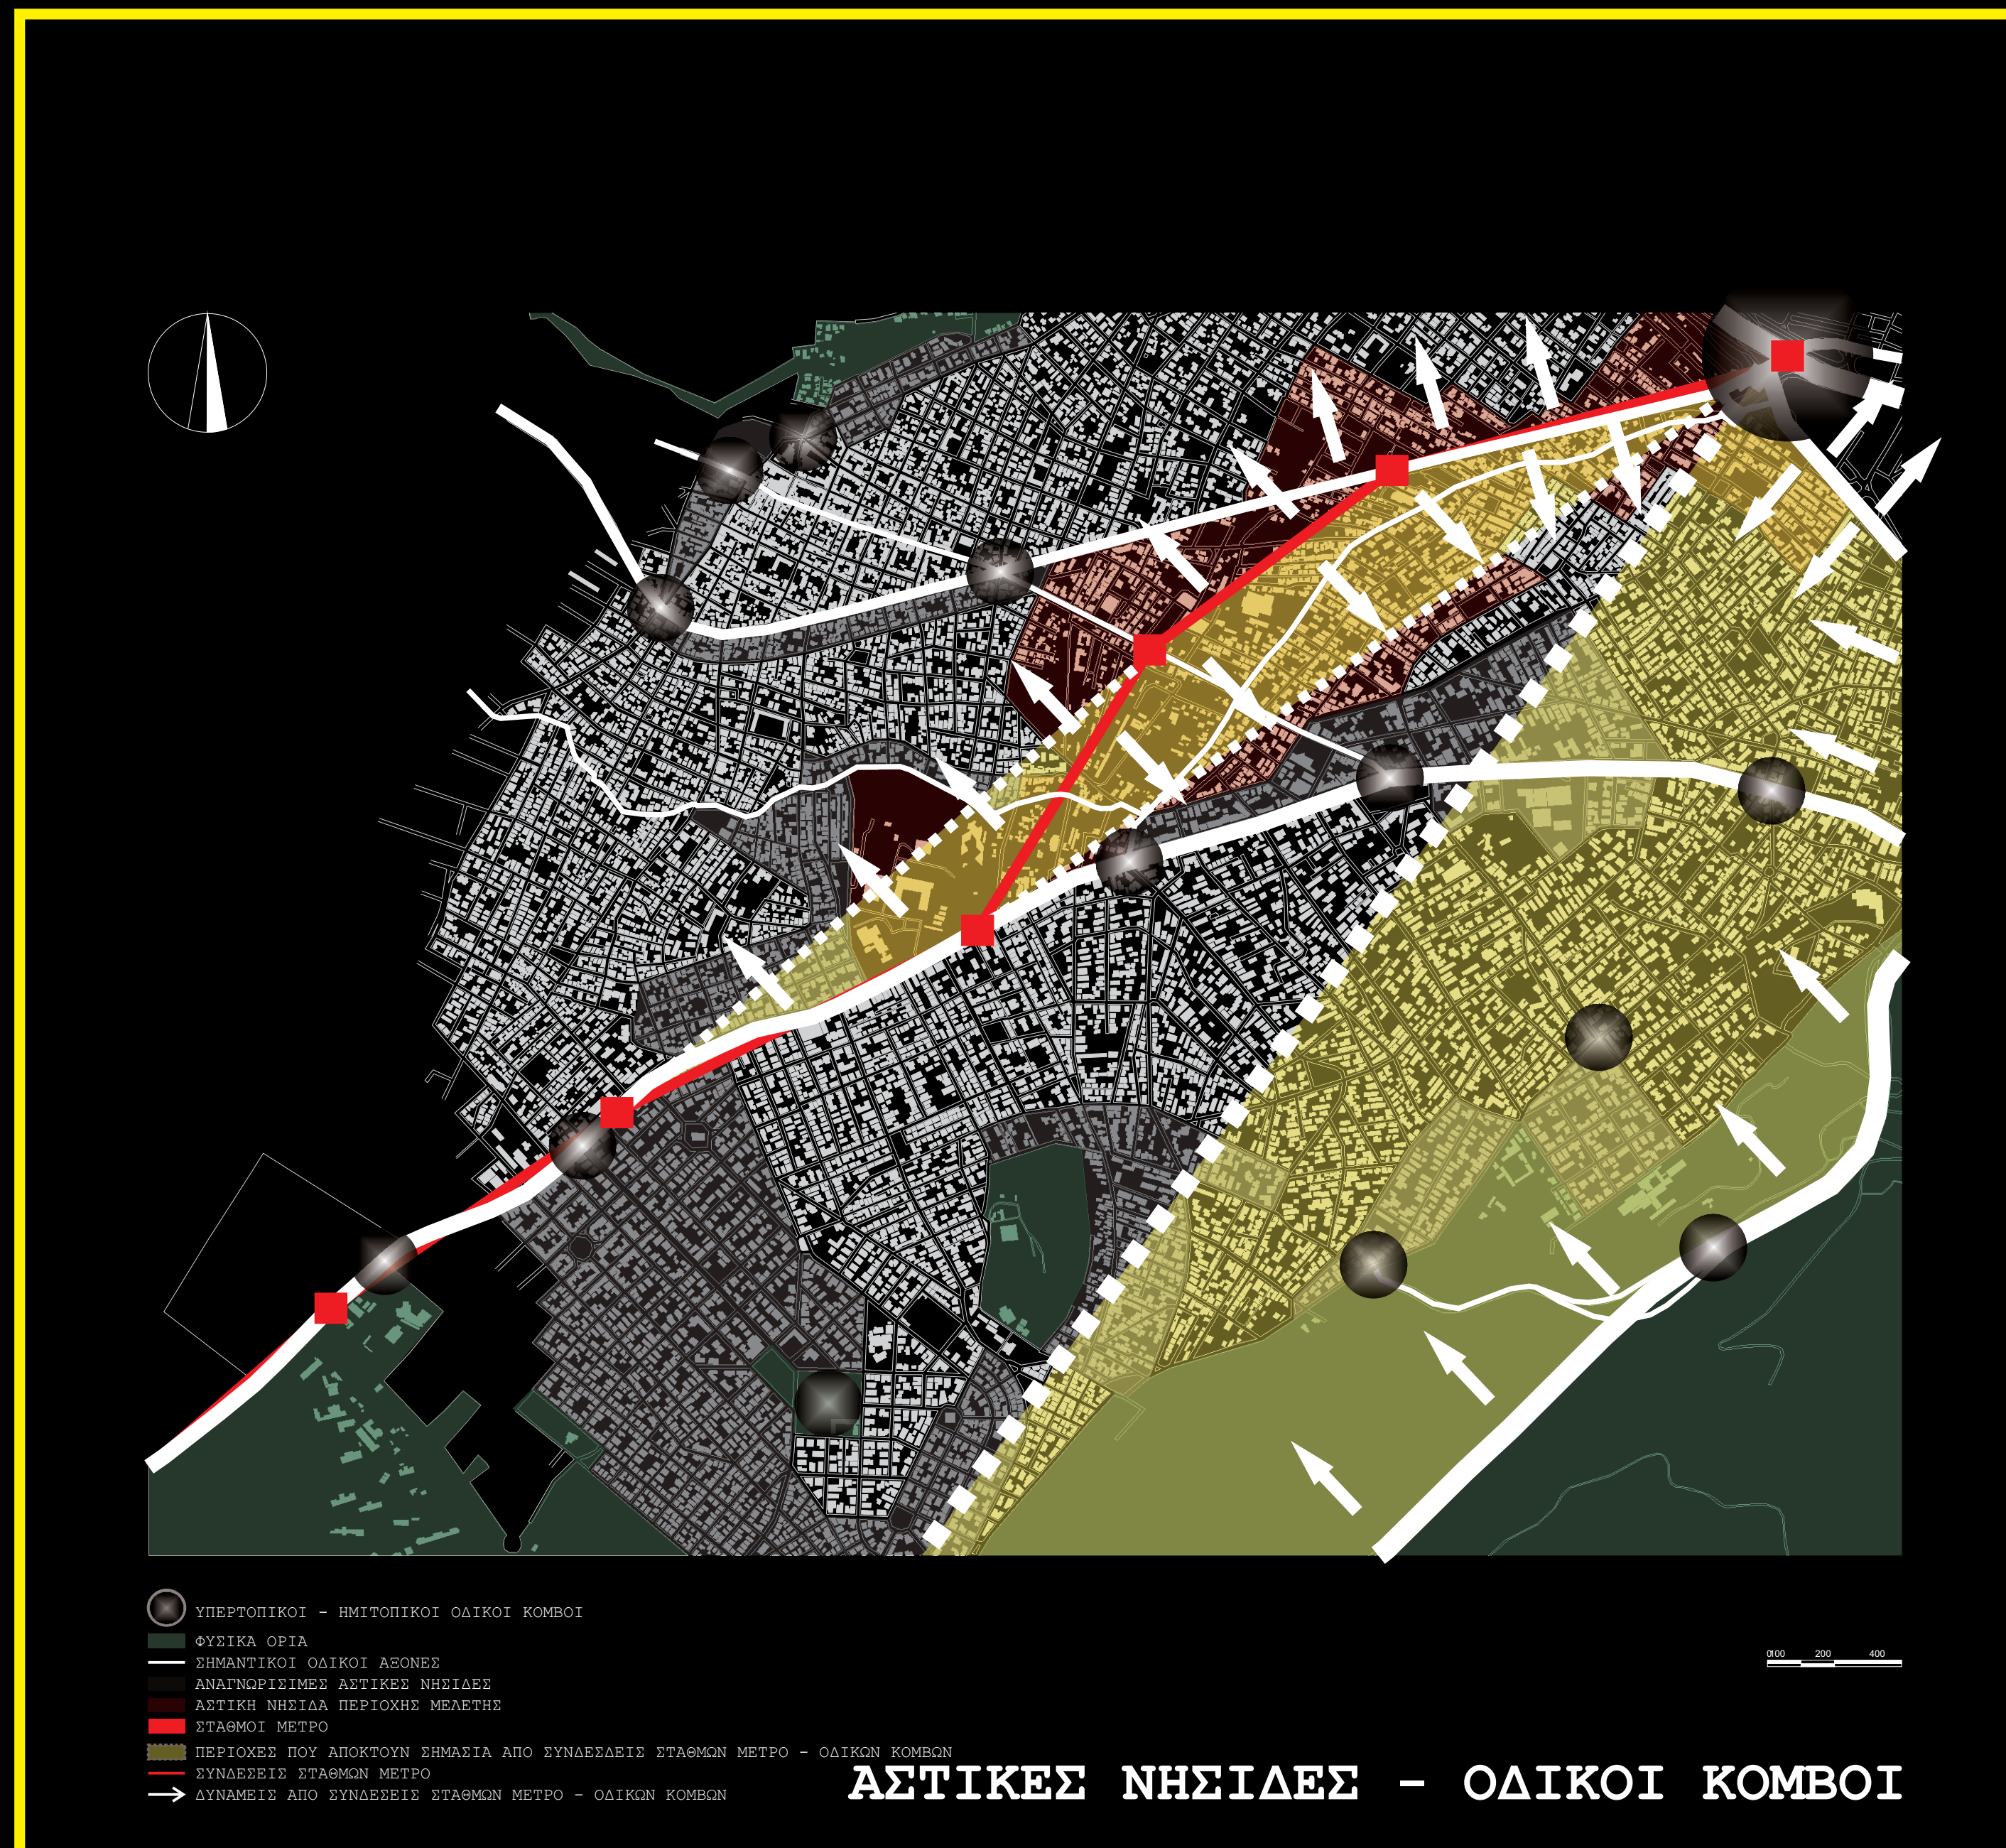 ΥΠΕΡΤΟΠΙΚΟΙ - ΗΜΙΤΟΠΙΚΟΙ ΟΔΙΚΟΙ ΚΟΜΒΟΙ
ΦΥΣΙΚΑ ΟΡΙΑ
ΣΗΜΑΝΤΙΚΟΙ ΟΔΙΚΟΙ ΑΞΟΝΕΣ
ΑΝΑΓΝΩΡΙΣΙΜΕΣ ΑΣΤΙΚΕΣ ΝΗΣΙΔΕΣ
ΑΣΤΙΚΗ ΝΗΣΙΔΑ ΠΕΡΙΟΧΗΣ ΜΕΛΕΤΗΣ
ΣΤΑΘΜΟΙ ΜΕΤΡΟ
ΠΕΡΙΟΧΕΣ ΠΟΥ ΑΠΟΚΤΟΥΝ ΣΗΜΑΣΙΑ ΑΠΟ ΣΥΝΔΕΣΔΕΙΣ ΣΤΑΘΜΩΝ ΜΕΤΡΟ - ΟΔΙΚΩΝ ΚΟΜΒΩΝ
ΣΥΝΔΕΣΕΙΣ ΣΤΑΘΜΩΝ ΜΕΤΡΟ
ΔΥΝΑΜΕΙΣ ΑΠΟ ΣΥΝΔΕΣΕΙΣ ΣΤΑΘΜΩΝ ΜΕΤΡΟ - ΟΔΙΚΩΝ ΚΟΜΒΩΝ
0100 200 400
ΑΣΤΙΚΕΣ ΝΗΣΙΔΕΣ - ΟΔΙΚΟΙ ΚΟΜΒΟΙ